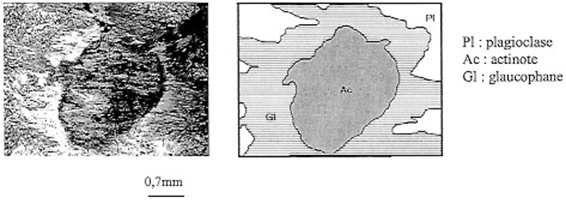 Pl
Ac
Gl
Pl : plagioclase
Ac : actinote
Gl : glaucophane
0,7mm